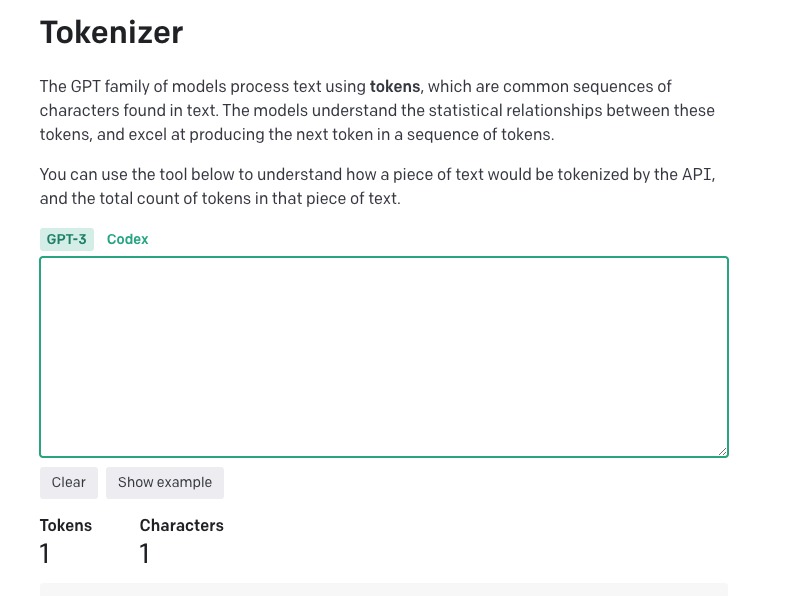 Tokenizer
The GPT family of models process text using tokens, which are common sequences of
characters found in text. The models understand the statistical relationships between these
tokens, and excel at producing the next token in a sequence of tokens.
You can use the tool below to understand how a piece of text would be tokenized by the API,
and the total count of tokens in that piece of text.
GPT-3 Codex
Clear Show example
Tokens Characters
1 1